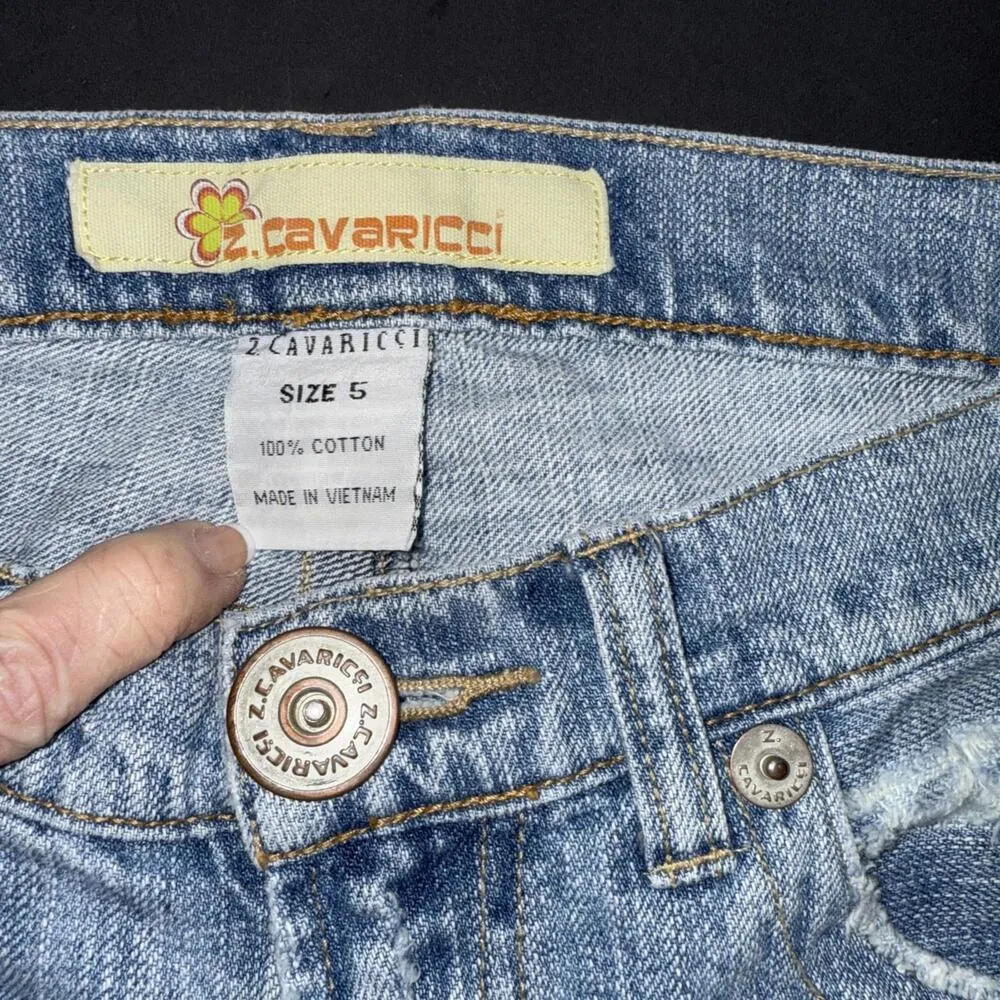 Z.CAVARICCI
Z. CAVARICCI
SIZE 5
100% COTTON
MADE IN VIETNAM
Z.CAVARICCI Z.CAVARICCI
Z.
CAVARICCI